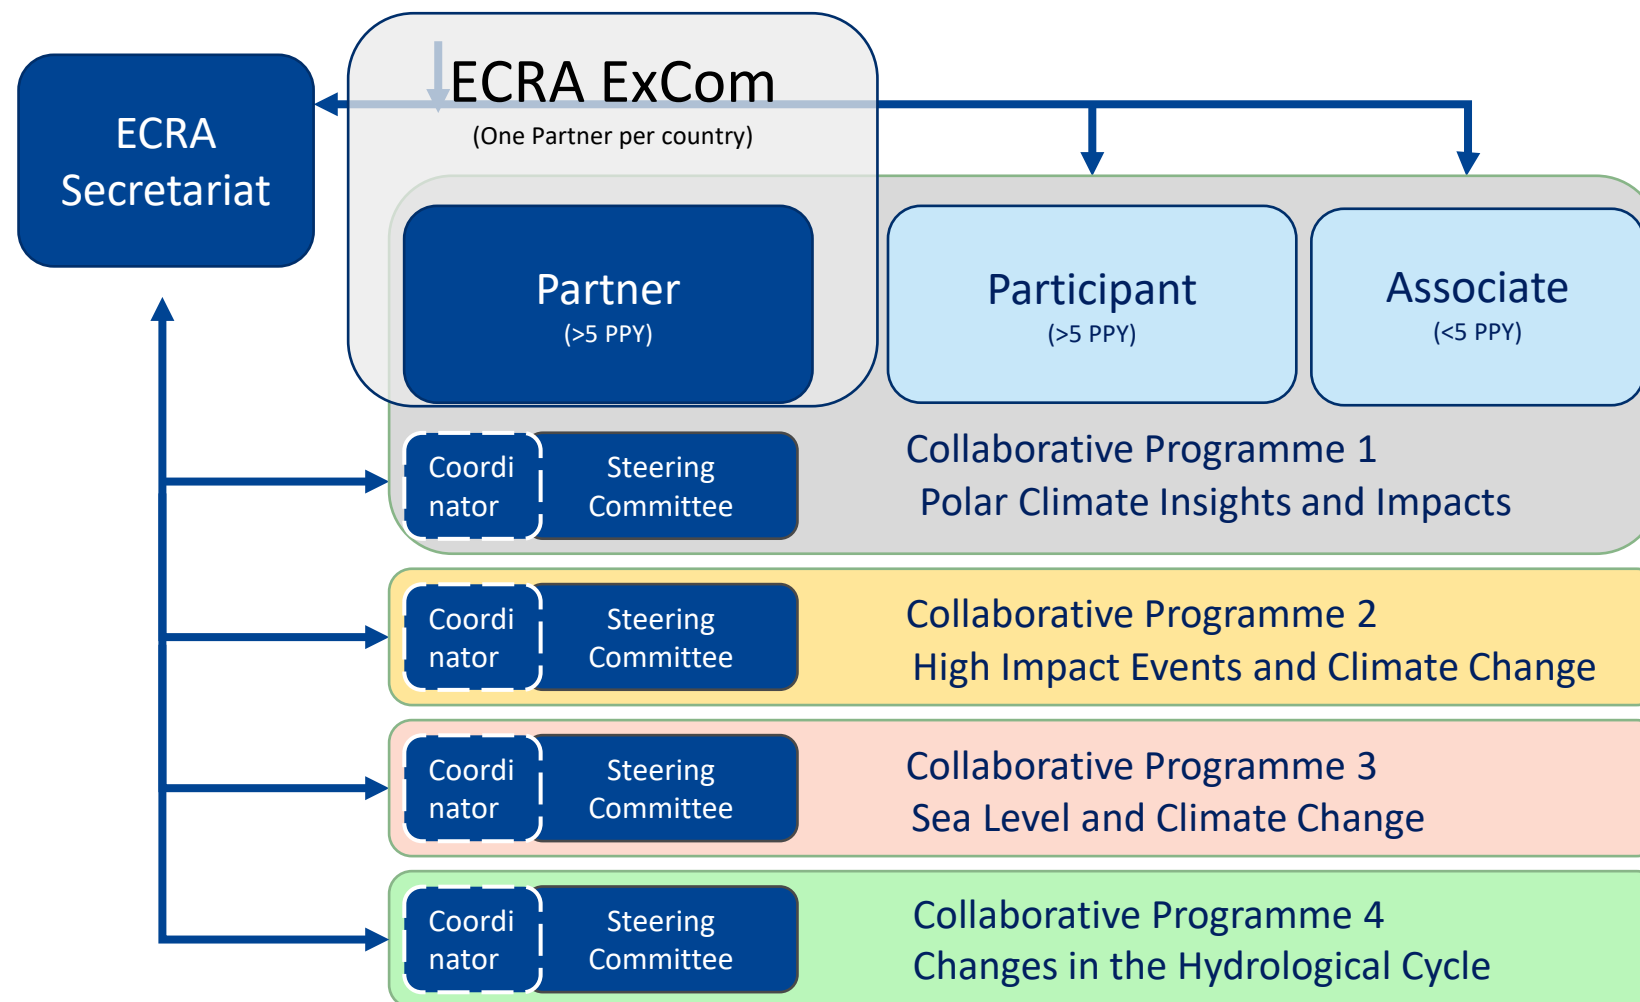 ECRA ExCom
(One Partner per country)
ECRA
Secretariat
Partner
(>5 PPY)
Participant
(>5 PPY)
Associate
(<5 PPY)
Coordi
nator
Steering
Committee
Collaborative Programme 1
Polar Climate Insights and Impacts
Coordi
nator
Steering
Committee
Collaborative Programme 2
High Impact Events and Climate Change
Coordi
nator
Steering
Committee
Collaborative Programme 3
Sea Level and Climate Change
Coordi
nator
Steering
Committee
Collaborative Programme 4
Changes in the Hydrological Cycle